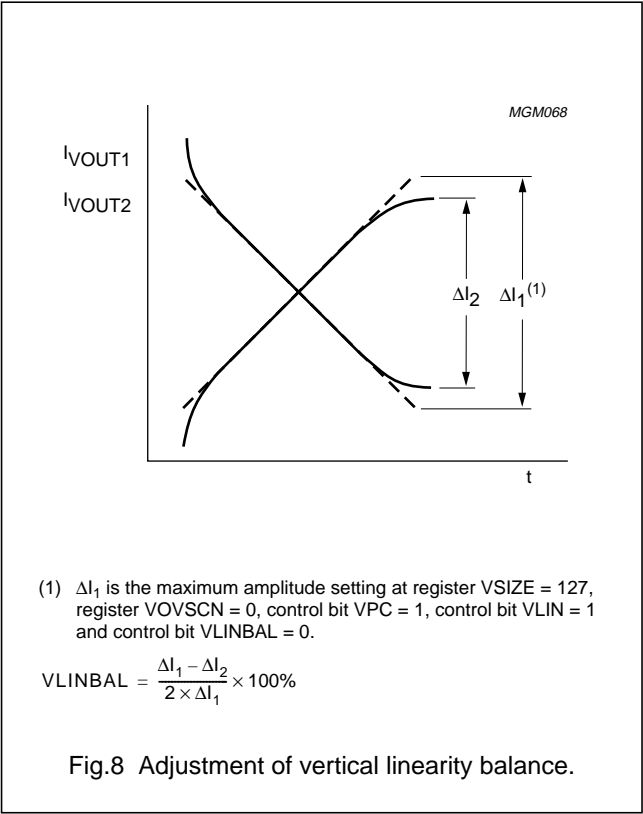 MGM068
IVOUT1
IVOUT2
ΔI2 ΔI1(1)
t
(1) ΔI1 is the maximum amplitude setting at register VSIZE = 127,
register VOVSCN = 0, control bit VPC = 1, control bit VLIN = 1
and control bit VLINBAL = 0.
VLINBAL = ΔI1 – ΔI2 / 2 × ΔI1 × 100%
Fig.8 Adjustment of vertical linearity balance.